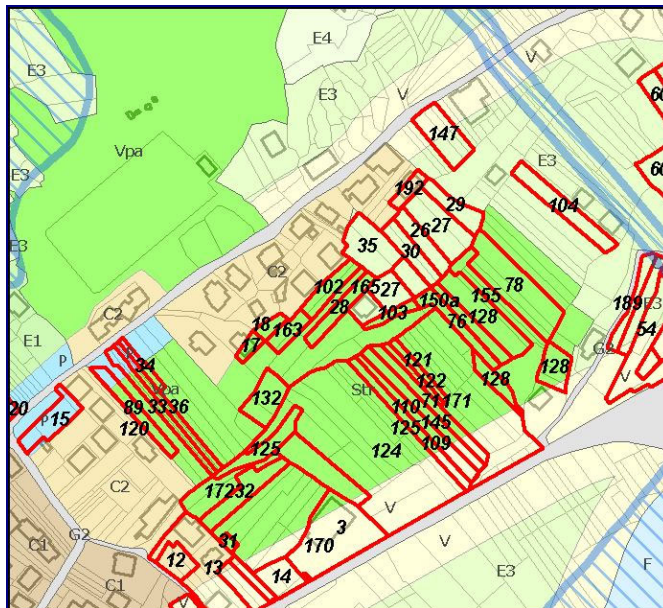 E4
E3
V
V
E3
60
E3
147
Vpa
E3
60
E3
192
29
104
26 27
35
30
E3
C2
78
102
165 27
155
189
E3
28
150a
18
163
103
76 128
54
C2
17
E1
P
P
121
G2
34
Vpa
122
128
128
V
132
Str
110 71 171
20
15
P
89 33 36
125 145
120
124
109
125
C2
17232
V
3
G2
31
170
V
C1
12
13
14
E3
F
C1
V